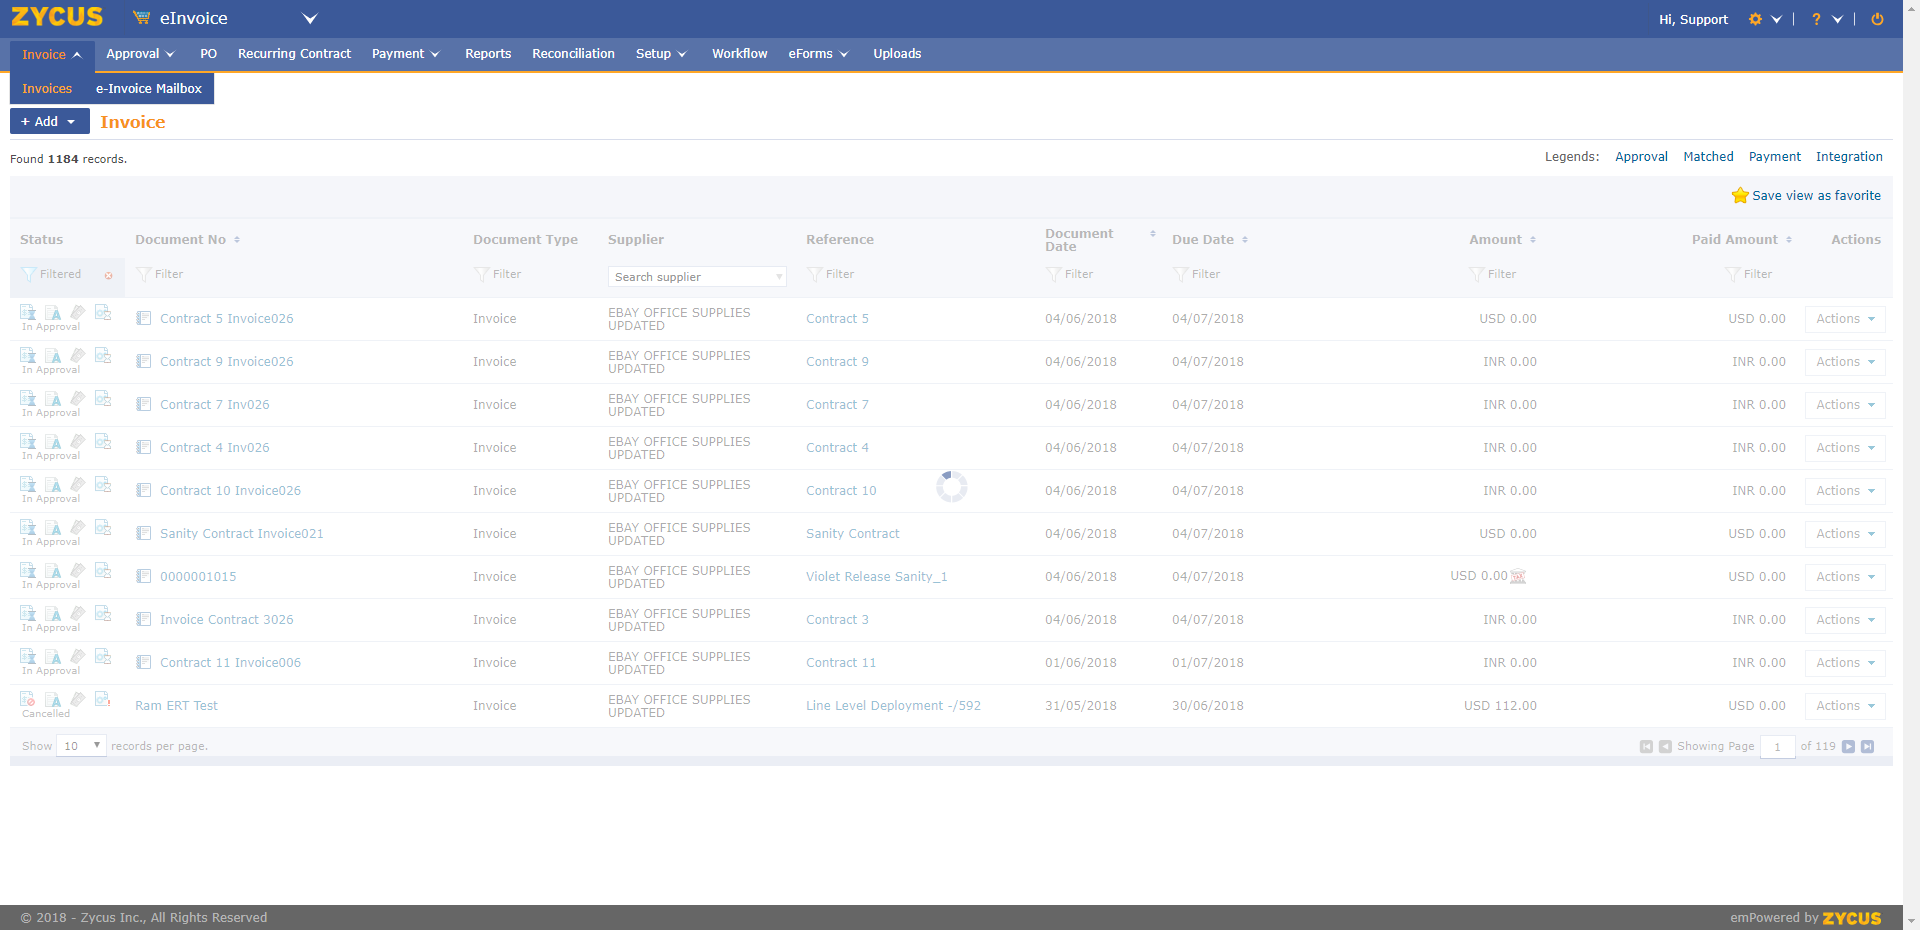 ZYCUS eInvoice Hi, Support ?
Invoice Approval PO Recurring Contract Payment Reports Reconciliation Setup Workflow eForms Uploads
Invoices e-Invoice Mailbox
+ Add Invoice
Found 1184 records. Legends: Approval Matched Payment Integration
Save view as favorite
Status Document No Document Type Supplier Reference Document Date Due Date Amount Paid Amount Actions
Filtered Filter Filter Search supplier Filter Filter Filter Filter Filter
In Approval Contract 5 Invoice026 Invoice EBAY OFFICE SUPPLIES UPDATED Contract 5 04/06/2018 04/07/2018 USD 0.00 USD 0.00 Actions
In Approval Contract 9 Invoice026 Invoice EBAY OFFICE SUPPLIES UPDATED Contract 9 04/06/2018 04/07/2018 INR 0.00 INR 0.00 Actions
In Approval Contract 7 Inv026 Invoice EBAY OFFICE SUPPLIES UPDATED Contract 7 04/06/2018 04/07/2018 INR 0.00 INR 0.00 Actions
In Approval Contract 4 Inv026 Invoice EBAY OFFICE SUPPLIES UPDATED Contract 4 04/06/2018 04/07/2018 INR 0.00 INR 0.00 Actions
In Approval Contract 10 Invoice026 Invoice EBAY OFFICE SUPPLIES UPDATED Contract 10 04/06/2018 04/07/2018 INR 0.00 INR 0.00 Actions
In Approval Sanity Contract Invoice021 Invoice EBAY OFFICE SUPPLIES UPDATED Sanity Contract 04/06/2018 04/07/2018 USD 0.00 USD 0.00 Actions
In Approval 0000001015 Invoice EBAY OFFICE SUPPLIES UPDATED Violet Release Sanity_1 04/06/2018 04/07/2018 USD 0.00 USD 0.00 Actions
In Approval Invoice Contract 3026 Invoice EBAY OFFICE SUPPLIES UPDATED Contract 3 04/06/2018 04/07/2018 INR 0.00 INR 0.00 Actions
In Approval Contract 11 Invoice006 Invoice EBAY OFFICE SUPPLIES UPDATED Contract 11 01/06/2018 01/07/2018 INR 0.00 INR 0.00 Actions
Cancelled Ram ERT Test Invoice EBAY OFFICE SUPPLIES UPDATED Line Level Deployment -/592 31/05/2018 30/06/2018 USD 112.00 USD 0.00 Actions
Show 10 records per page. Showing Page 1 of 119
© 2018 - Zycus Inc., All Rights Reserved emPowered by ZYCUS